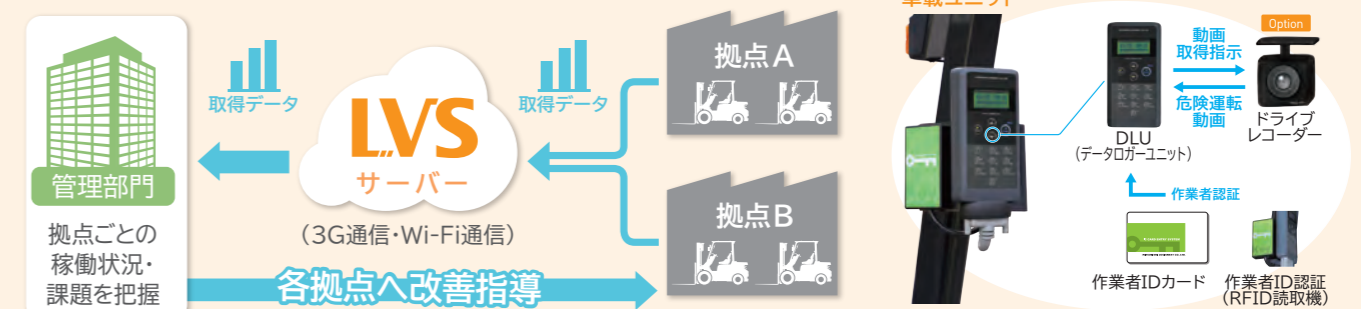 管理部門
拠点ごとの
稼働状況・
課題を把握
取得データ
LVS
サーバー
(3G通信・Wi-Fi通信)
取得データ
各拠点へ改善指導
拠点A
拠点B
車載ユニット
DLU
(データロガーユニット)
動画
取得指示
危険運転
動画
Option
ドライブ
レコーダー
作業者認証
作業者IDカード
作業者ID認証
(RFID読取機)